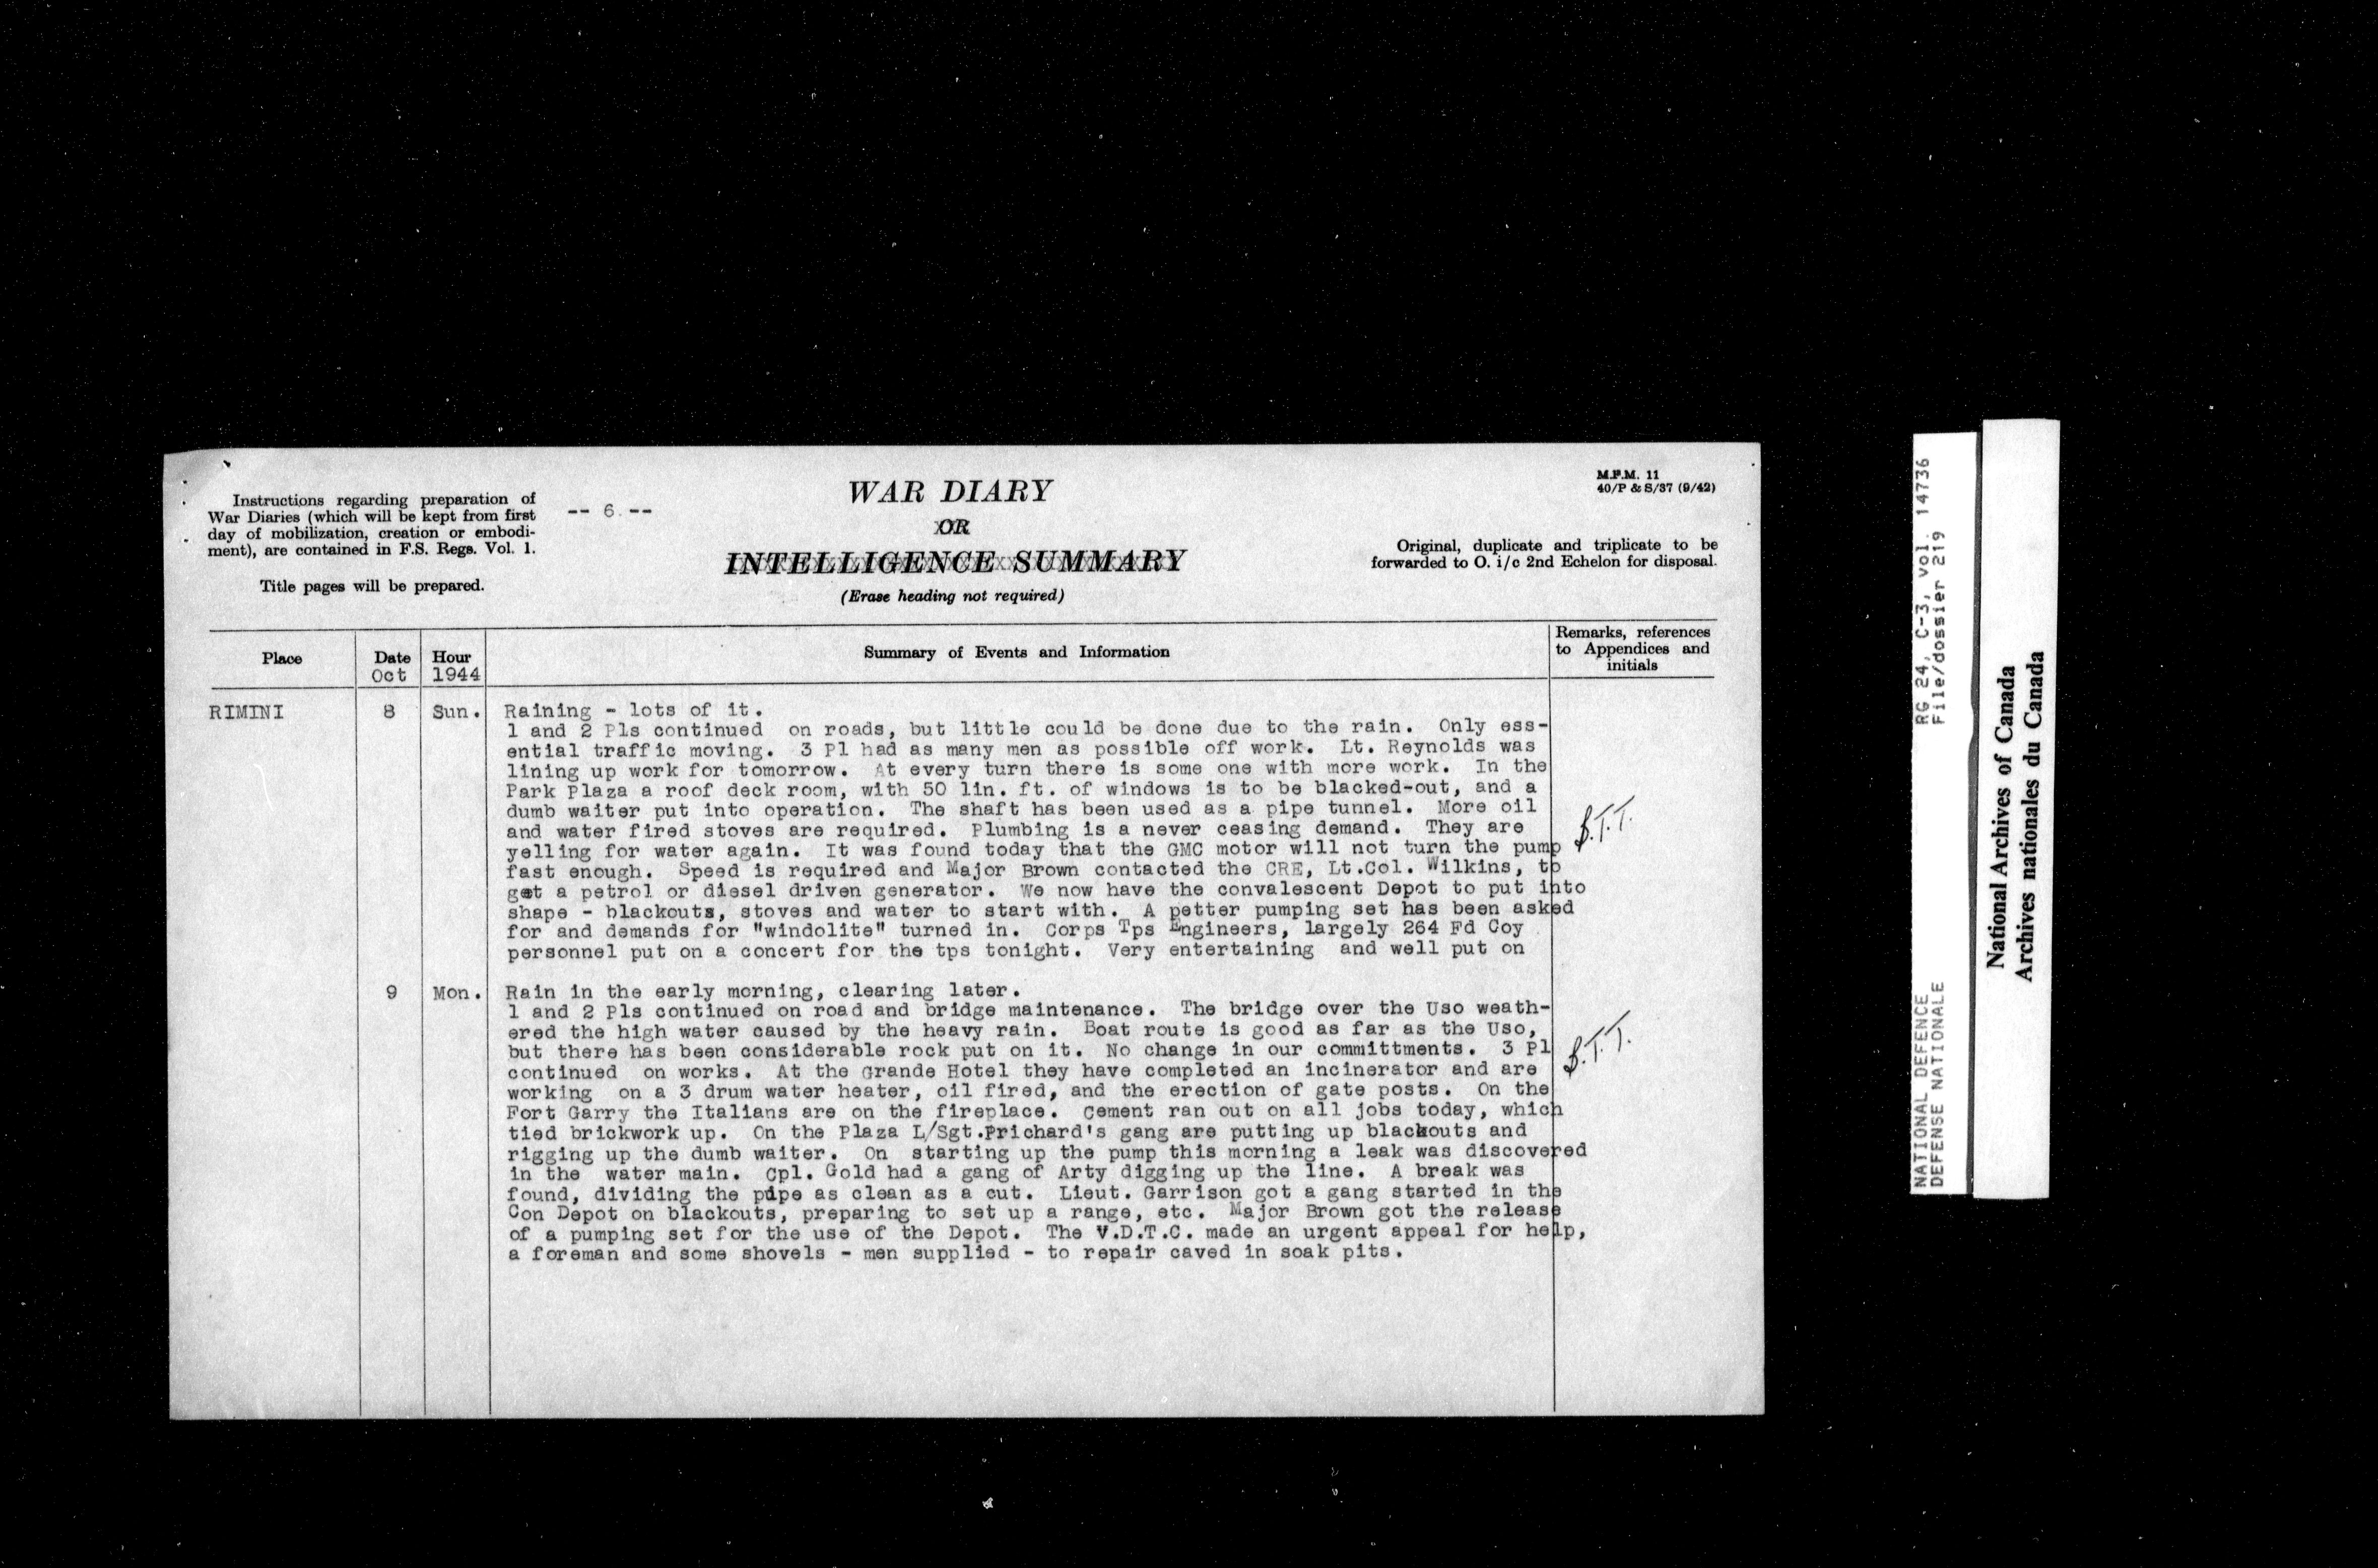 Instructions regarding preparation of
War Diaries (which will be kept from first
day of mobilization, creation or embodi-
ment), are contained in F.S. Regs. Vol. 1.
Title pages will be prepared.
-- 6 --
WAR DIARY
OR
INTELLIGENCE SUMMARY
(Erase heading not required)
M.F.M. 11
40/P & S/37 (9/42)
Original, duplicate and triplicate to be
forwarded to O. i/c 2nd Echelon for disposal.
Place
Date
Oct
Hour
1944
Summary of Events and Information
Remarks, references
to Appendices and
initials
RIMINI 8 Sun. Raining - lots of it.
1 and 2 Pls continued on roads, but little could be done due to the rain. Only ess-
ential traffic moving. 3 Pl had as many men as possible off work. Lt. Reynolds was
lining up work for tomorrow. At every turn there is some one with more work. In the
Park Plaza a roof deck room, with 50 lin. ft. of windows is to be blacked-out, and a
dumb waiter put into operation. The shaft has been used as a pipe tunnel. More oil
and water fired stoves are required. Plumbing is a never ceasing demand. They are
yelling for water again. It was found today that the GMC motor will not turn the pump
fast enough. Speed is required and Major Brown contacted the CRE, Lt.Col. Wilkins, to
get a petrol or diesel driven generator. We now have the convalescent Depot to put into
shape - blackouts, stoves and water to start with. A petter pumping set has been asked
for and demands for "windolite" turned in. Corps Tps Engineers, largely 264 Fd Coy
personnel put on a concert for the tps tonight. Very entertaining and well put on
B.T.T.
9 Mon. Rain in the early morning, clearing later.
1 and 2 Pls continued on road and bridge maintenance. The bridge over the Uso weath-
ered the high water caused by the heavy rain. Boat route is good as far as the Uso,
but there has been considerable rock put on it. No change in our committments. 3 Pl
continued on works. At the Grande Hotel they have completed an incinerator and are
working on a 3 drum water heater, oil fired, and the erection of gate posts. On the
Fort Garry the Italians are on the fireplace. Cement ran out on all jobs today, which
tied brickwork up. On the Plaza L/Sgt.Prichard's gang are putting up blackouts and
rigging up the dumb waiter. On starting up the pump this morning a leak was discovered
in the water main. Cpl. Gold had a gang of Arty digging up the line. A break was
found, dividing the pipe as clean as a cut. Lieut. Garrison got a gang started in the
Con Depot on blackouts, preparing to set up a range, etc. Major Brown got the release
of a pumping set for the use of the Depot. The V.D.T.C. made an urgent appeal for help,
a foreman and some shovels - men supplied - to repair caved in soak pits.
B.T.T.
RG 24, C-3, vol. 14736
File/dossier 219
NATIONAL DEFENCE
DEFENSE NATIONALE
National Archives of Canada
Archives nationales du Canada